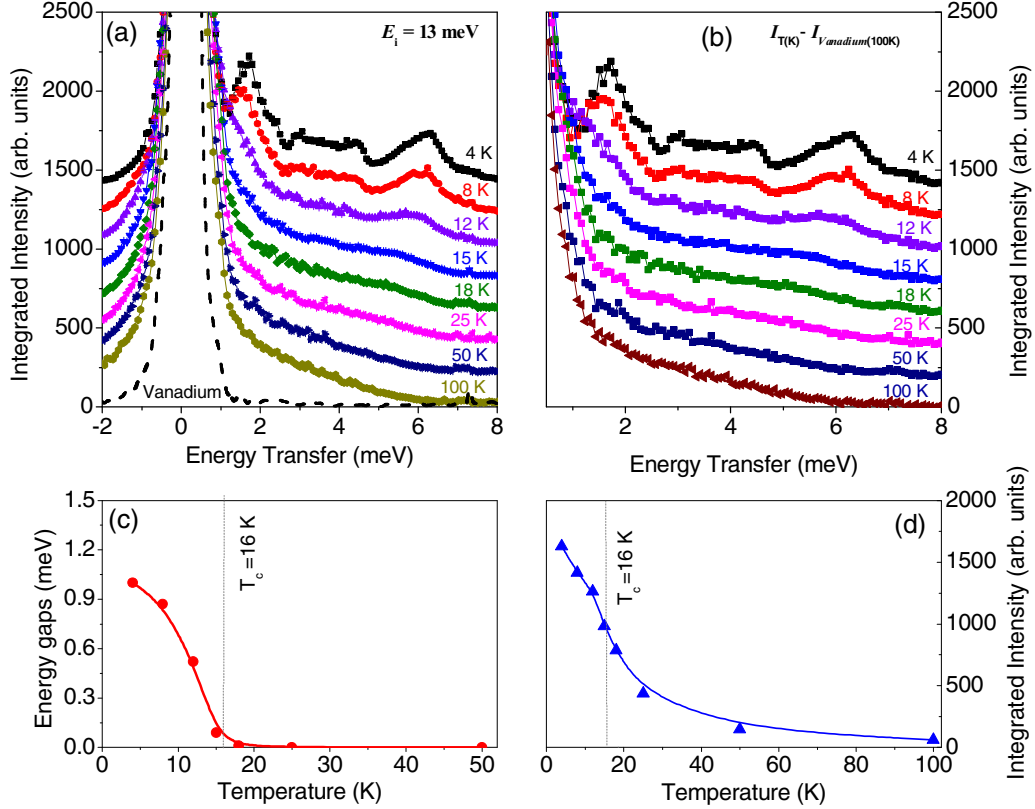 (a)
E_i = 13 meV
2500
2000
1500
1000
500
0
Integrated Intensity (arb. units)
4 K
8 K
12 K
15 K
18 K
25 K
50 K
100 K
Vanadium
-2 0 2 4 6 8
Energy Transfer (meV)
(b)
I_T(K) - I_Vanadium(100K)
4 K
8 K
12 K
15 K
18 K
25 K
50 K
100 K
2500
2000
1500
1000
500
0
Integrated Intensity (arb. units)
2 4 6 8
Energy Transfer (meV)
(c)
1.5
1.2
0.9
0.6
0.3
0.0
Energy gaps (meV)
T_c = 16 K
0 10 20 30 40 50
Temperature (K)
(d)
T_c = 16 K
2000
1500
1000
500
0
Integrated Intensity (arb. units)
0 20 40 60 80 100
Temperature (K)